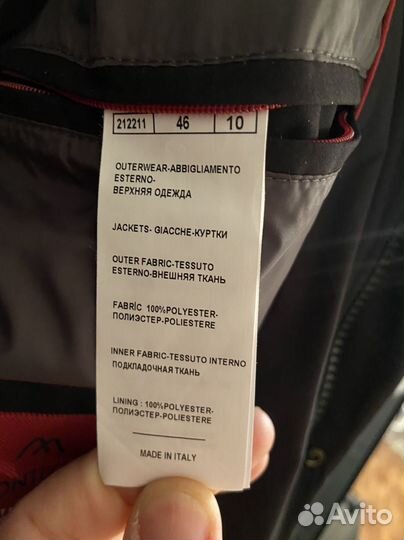 212211 46 10
OUTERWEAR-ABBIGLIAMENTO
ESTERNO-
ВЕРХНЯЯ ОДЕЖДА
JACKETS- GIACCHE-КУРТКИ
OUTER FABRIC-TESSUTO
ESTERNO-ВНЕШНЯЯ ТКАНЬ
FABRİC 100%POLYESTER-
ПОЛИЭСТЕР-POLIESTERE
INNER FABRIC-TESSUTO INTERNO
ПОДКЛАДОЧНАЯ ТКАНЬ
LINING : 100%POLYESTER-
ПОЛИЭСТЕР-POLIESTERE
MADE IN ITALY
Avito